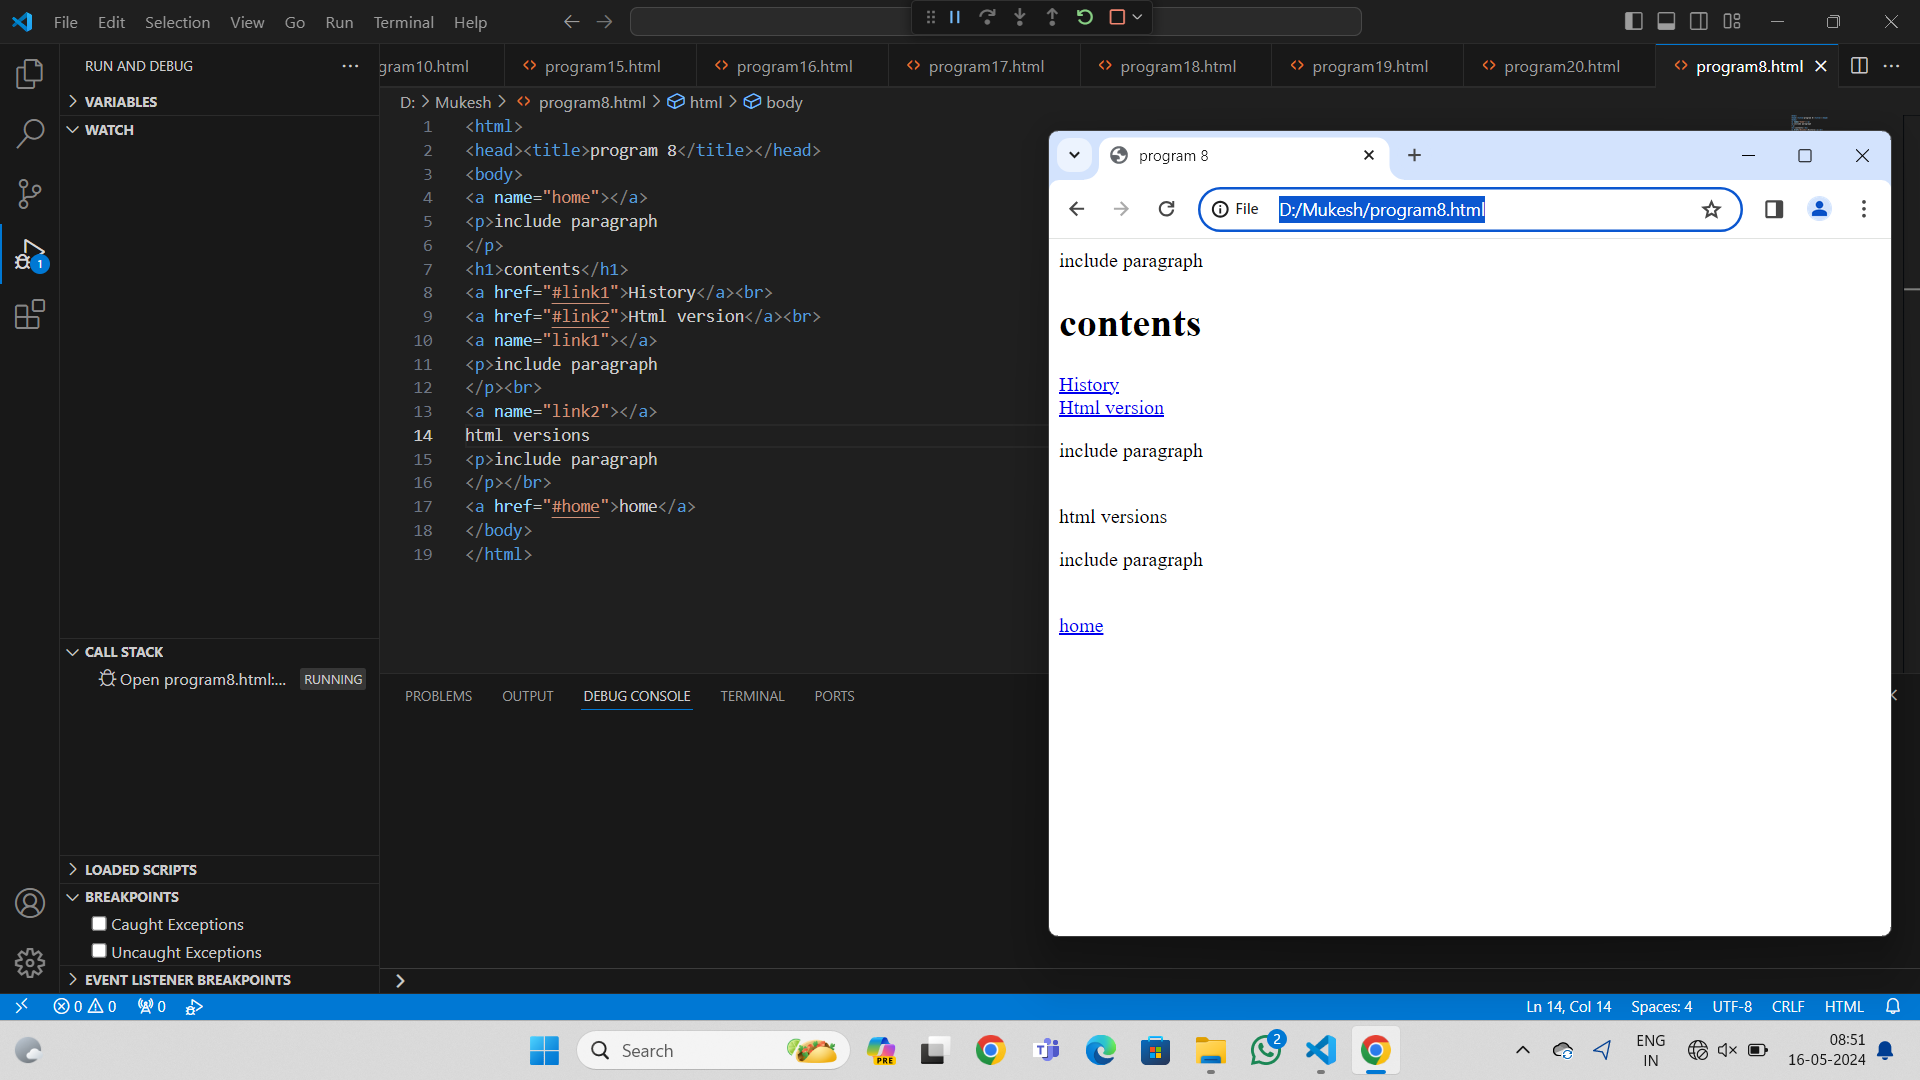 File Edit Selection View Go Run Terminal Help
RUN AND DEBUG
gram10.html program15.html program16.html program17.html program18.html program19.html program20.html program8.html
VARIABLES
WATCH
D: > Mukesh > program8.html > html > body
1 <html>
2 <head><title>program 8</title></head>
3 <body>
4 <a name="home"></a>
5 <p>include paragraph
6 </p>
7 <h1>contents</h1>
8 <a href="#link1">History</a><br>
9 <a href="#link2">Html version</a><br>
10 <a name="link1"></a>
11 <p>include paragraph
12 </p><br>
13 <a name="link2"></a>
14 html versions
15 <p>include paragraph
16 </p></br>
17 <a href="#home">home</a>
18 </body>
19 </html>
program 8
File D:/Mukesh/program8.html
include paragraph
contents
History
Html version
include paragraph
html versions
include paragraph
home
CALL STACK
Open program8.html:... RUNNING
PROBLEMS OUTPUT DEBUG CONSOLE TERMINAL PORTS
LOADED SCRIPTS
BREAKPOINTS
Caught Exceptions
Uncaught Exceptions
EVENT LISTENER BREAKPOINTS
1
0 0 0
Ln 14, Col 14 Spaces: 4 UTF-8 CRLF HTML
Search
PRE
2
ENG
IN
08:51
16-05-2024